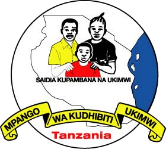 SAIDIA KUPAMBANA NA UKIMWI
MPANGO WA KUDHIBITI UKIMWI
Tanzania